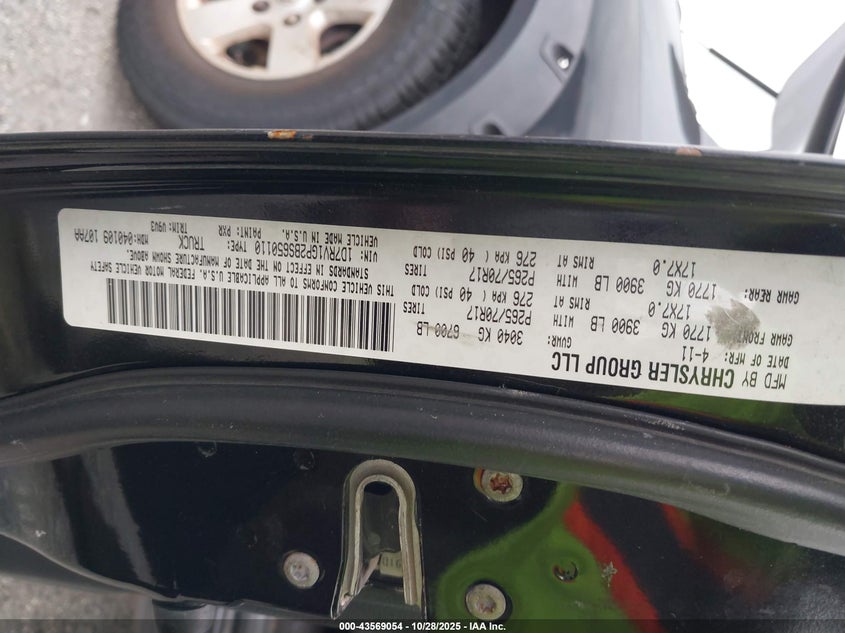 MFD BY CHRYSLER GROUP LLC
DATE OF MFR: 4-11 GVWR: 3040 KG 6700 LB
GAWR FRONT: 1770 KG 3900 LB WITH P265/70R17 TIRES
17X7.0 RIMS AT 276 KPA ( 40 PSI) COLD
GAWR REAR: 1770 KG 3900 LB WITH P265/70R17 TIRES
17X7.0 RIMS AT 276 KPA ( 40 PSI) COLD
THIS VEHICLE CONFORMS TO ALL APPLICABLE U.S.A. FEDERAL MOTOR VEHICLE SAFETY
STANDARDS IN EFFECT ON THE DATE OF MANUFACTURE SHOWN ABOVE.
VIN: 1D7RV1GP2BS650110 TYPE: TRUCK MDH:040109 107AA
VEHICLE MADE IN U.S.A. PAINT: PXR TRIM: V9V3
000-43569054 | 10/28/2025 - IAA Inc.